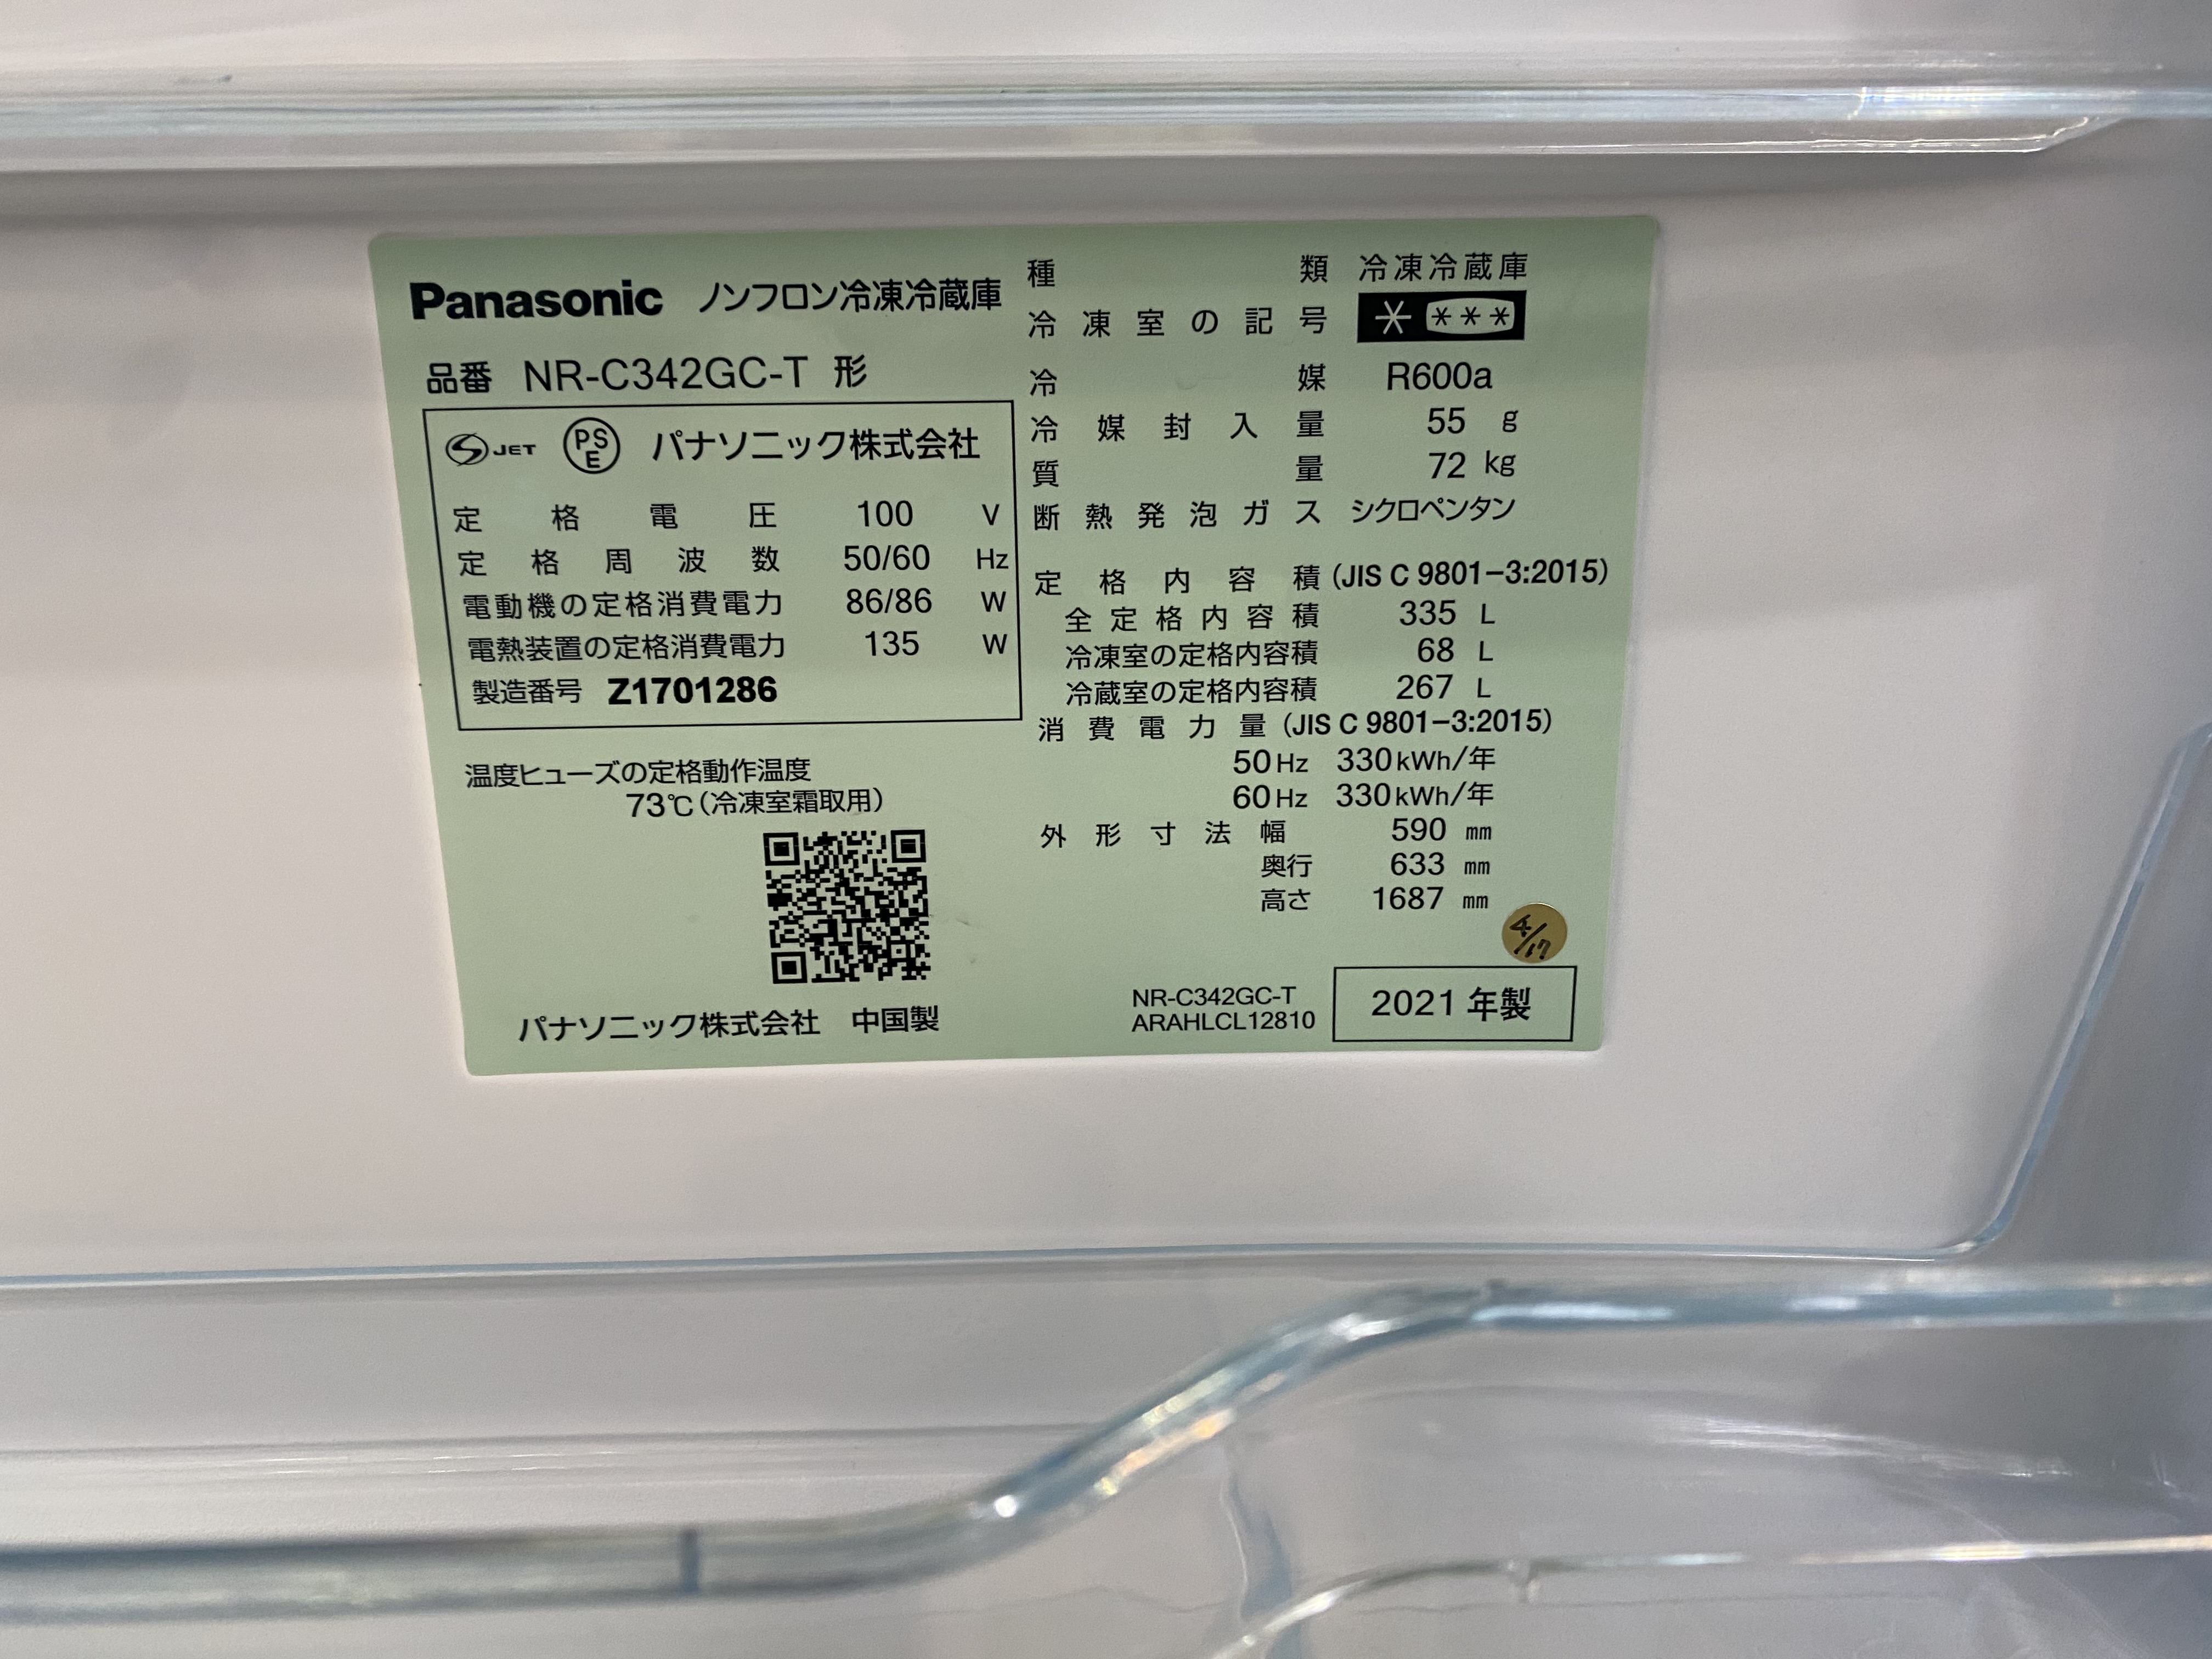 Panasonic ノンフロン冷凍冷蔵庫
品番 NR-C342GC-T 形
JET PSE パナソニック株式会社
定格電圧 100 V
定格周波数 50/60 Hz
電動機の定格消費電力 86/86 W
電熱装置の定格消費電力 135 W
製造番号 Z1701286
温度ヒューズの定格動作温度
73℃(冷凍室霜取用)
パナソニック株式会社 中国製
種類 冷凍冷蔵庫
冷凍室の記号 * ***
冷媒 R600a
冷媒封入量 55 g
質量 72 kg
断熱発泡ガス シクロペンタン
定格内容積(JIS C 9801-3:2015)
全定格内容積 335 L
冷凍室の定格内容積 68 L
冷蔵室の定格内容積 267 L
消費電力量(JIS C 9801-3:2015)
50Hz 330kWh/年
60Hz 330kWh/年
外形寸法幅 590 mm
奥行 633 mm
高さ 1687 mm
4/17
NR-C342GC-T
ARAHLCL12810
2021 年製